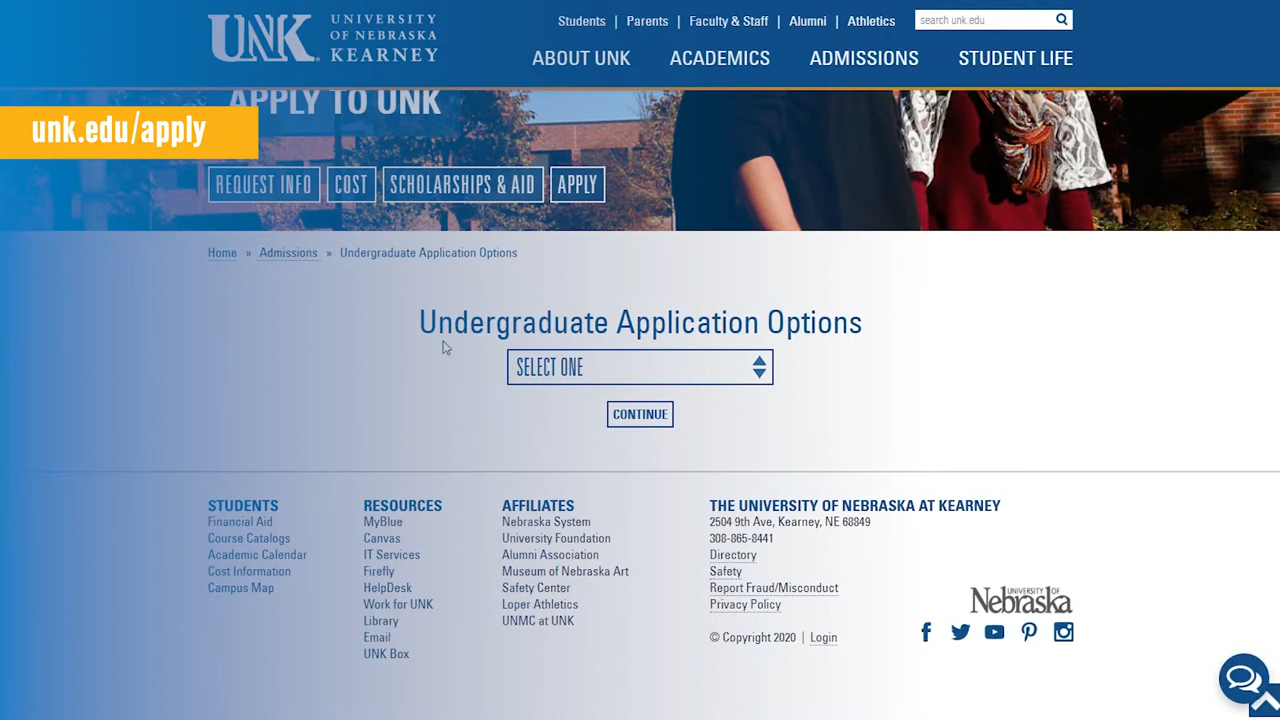 UNK
UNIVERSITY
OF NEBRASKA
KEARNEY
Students | Parents | Faculty & Staff | Alumni | Athletics
search unk.edu
ABOUT UNK ACADEMICS ADMISSIONS STUDENT LIFE
APPLY TO UNK
unk.edu/apply
REQUEST INFO COST SCHOLARSHIPS & AID APPLY
Home » Admissions » Undergraduate Application Options
Undergraduate Application Options
SELECT ONE
CONTINUE
STUDENTS
Financial Aid
Course Catalogs
Academic Calendar
Cost Information
Campus Map
RESOURCES
MyBlue
Canvas
IT Services
Firefly
HelpDesk
Work for UNK
Library
Email
UNK Box
AFFILIATES
Nebraska System
University Foundation
Alumni Association
Museum of Nebraska Art
Safety Center
Loper Athletics
UNMC at UNK
THE UNIVERSITY OF NEBRASKA AT KEARNEY
2504 9th Ave, Kearney, NE 68849
308-865-8441
Directory
Safety
Report Fraud/Misconduct
Privacy Policy
© Copyright 2020 | Login
UNIVERSITY OF
Nebraska